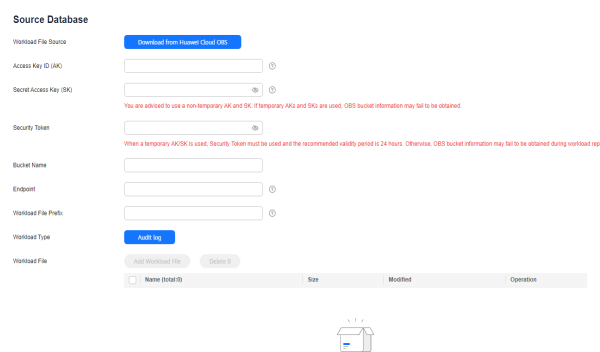 Source Database
Workload File Source
Download from Huawei Cloud OBS
Access Key ID (AK)
Secret Access Key (SK)
You are advised to use a non-temporary AK and SK. If temporary AKs and SKs are used, OBS bucket information may fail to be obtained.
Security Token
When a temporary AK/SK is used, Security Token must be used and the recommended validity period is 24 hours. Otherwise, OBS bucket information may fail to be obtained during workload rep
Bucket Name
Endpoint
Workload File Prefix
Workload Type
Audit log
Workload File
Add Workload File
Delete:0
Name (total:0)
Size
Modified
Operation